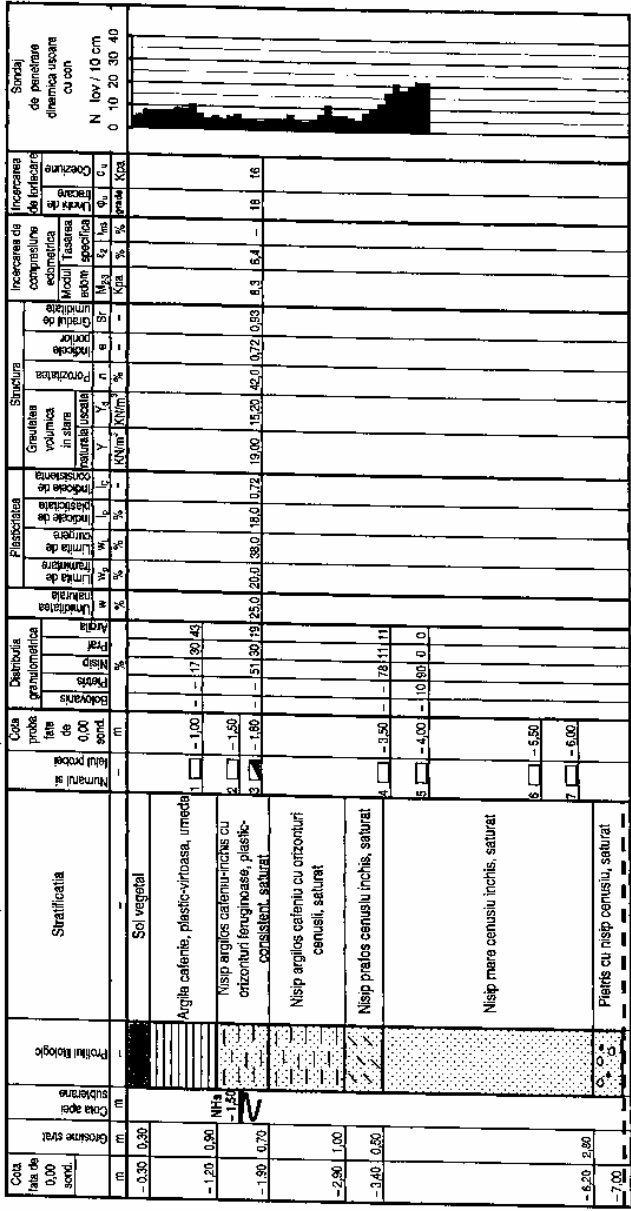 Cota
fata de
0,00
sond.
m
- 0,30
- 1,20
- 1,90
- 2,90
- 3,40
- 6,20
- 7,00
Grosime strat
m
0,30
0,90
0,70
1,00
0,50
2,80
Cota apei
subterane
m
NHs
- 1,50
Profilul litologic
Stratificatia
Sol vegetal
Argila cafenie, plastic-virtoasa, umeda
Nisip argilos cafeniu-inchis cu
orizonturi feruginoase, plastic-
consistent, saturat
Nisip argilos cafeniu cu orizonturi
cenusii, saturat
Nisip prafos cenusiu inchis, saturat
Nisip mare cenusiu inchis, saturat
Pietris cu nisip cenusiu, saturat
Numarul si
felul probei
1
2
3
4
5
6
7
Cota
proba
fata
de
0,00
sond.
m
- 1,00
- 1,50
- 1,80
- 3,50
- 4,00
- 5,50
- 6,00
Distributia
granulometrica
Bolovanis
Pietris
Nisip
Praf
Argila
%
- - 17 30 43
- - 51 30 19
- - 78 11 11
- 10 90 0 0
Umiditatea
naturala
w
%
25,0
Plasticitatea
Limita de
framintare
wp
%
20,0
Limita de
curgere
wL
%
38,0
Indicele de
plasticitate
Ip
%
18,0
Indicele de
consistenta
Ic
-
0,72
Structura
Greutatea
volumica
in stare
naturala
γ
KN/m³
19,00
uscate
γd
KN/m³
15,20
Porozitatea
n
%
42,0
Indicele
porilor
e
-
0,72
Gradul de
umiditate
Sr
-
0,93
Incercarea de
compresiune
edometrica
Modul
edom
M2-3
Kpa
8,3
Tasarea
specifica
ε2
%
6,4
im3
%
-
Incercarea
de forfecare
Unghi de
frecare
Φu
grade
18
Coeziune
cu
Kpa
16
Sondaj
de penetrare
dinamica usoara
cu con
N lov / 10 cm
0 10 20 30 40